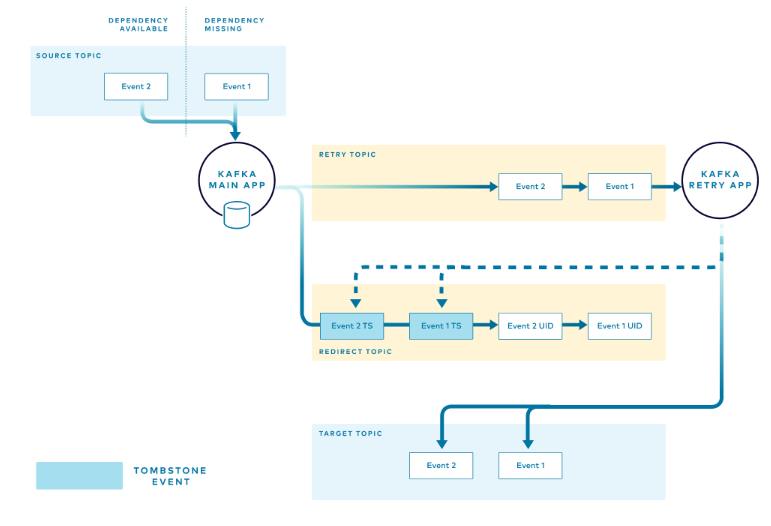 DEPENDENCY
AVAILABLE
DEPENDENCY
MISSING
SOURCE TOPIC
Event 2
Event 1
KAFKA
MAIN APP
RETRY TOPIC
Event 2
Event 1
KAFKA
RETRY APP
Event 2 TS
Event 1 TS
Event 2 UID
Event 1 UID
REDIRECT TOPIC
TARGET TOPIC
Event 2
Event 1
TOMBSTONE
EVENT